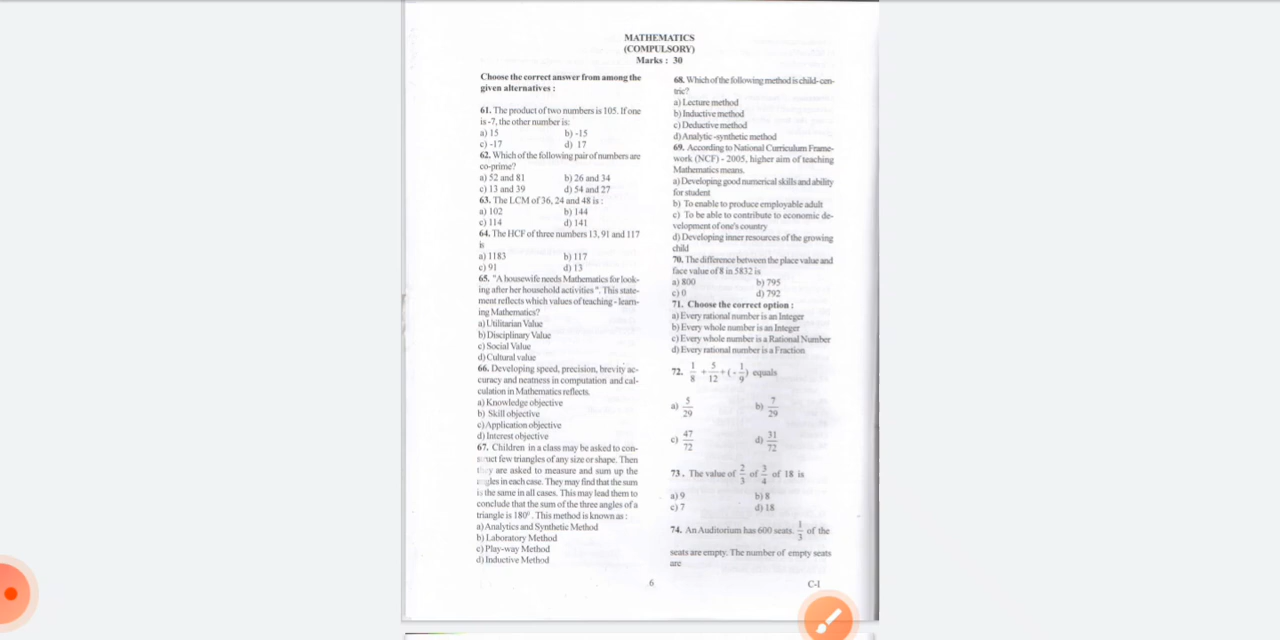 MATHEMATICS
(COMPULSORY)
Marks : 30
Choose the correct answer from among the
given alternatives :
61. The product of two numbers is 105. If one
is -7, the other number is:
a) 15 b) -15
c) -17 d) 17
62. Which of the following pair of numbers are
co-prime?
a) 52 and 81 b) 26 and 34
c) 13 and 39 d) 54 and 27
63. The LCM of 36, 24 and 48 is :
a) 102 b) 144
c) 114 d) 141
64. The HCF of three numbers 13, 91 and 117
is
a) 1183 b) 117
c) 91 d) 13
65. "A housewife needs Mathematics for look-
ing after her household activities ". This state-
ment reflects which values of teaching - learn-
ing Mathematics?
a) Utilitarian Value
b) Disciplinary Value
c) Social Value
d) Cultural value
66. Developing speed, precision, brevity ac-
curacy and neatness in computation and cal-
culation in Mathematics reflects.
a) Knowledge objective
b) Skill objective
c) Application objective
d) Interest objective
67. Children in a class may be asked to con-
struct few triangles of any size or shape. Then
they are asked to measure and sum up the
angles in each case. They may find that the sum
is the same in all cases. This may lead them to
conclude that the sum of the three angles of a
triangle is 180⁰. This method is known as :
a) Analytics and Synthetic Method
b) Laboratory Method
c) Play-way Method
d) Inductive Method
68. Which of the following method is child-cen-
tric?
a) Lecture method
b) Inductive method
c) Deductive method
d) Analytic -synthetic method
69. According to National Curriculum Frame-
work (NCF) - 2005, higher aim of teaching
Mathematics means.
a) Developing good numerical skills and ability
for student
b) To enable to produce employable adult
c) To be able to contribute to economic de-
velopment of one's country
d) Developing inner resources of the growing
child
70. The difference between the place value and
face value of 8 in 5832 is
a) 800 b) 795
c) 0 d) 792
71. Choose the correct option :
a) Every rational number is an Integer
b) Every whole number is an Integer
c) Every whole number is a Rational Number
d) Every rational number is a Fraction
72. 1/8 + 5/12 + (- 1/9) equals
a) 5/29 b) 7/29
c) 47/72 d) 31/72
73. The value of 2/3 of 3/4 of 18 is
a) 9 b) 8
c) 7 d) 18
74. An Auditorium has 600 seats. 1/3 of the
seats are empty. The number of empty seats
are
6
C-1